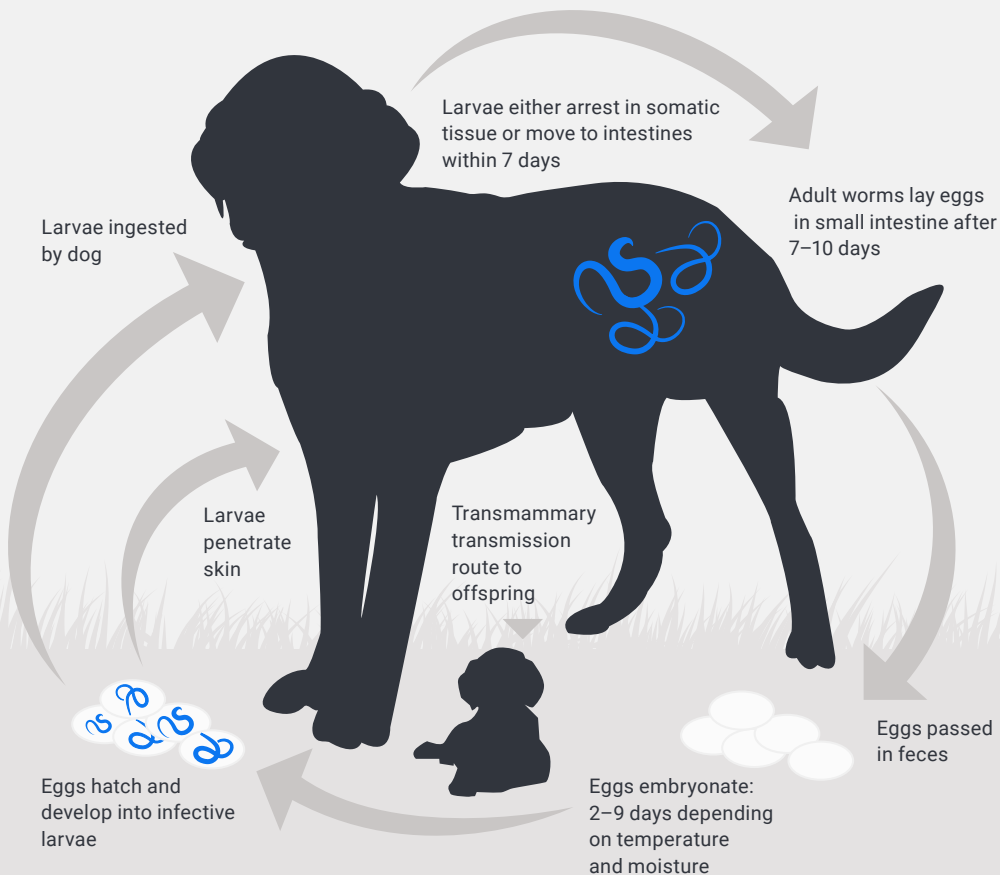 Larvae either arrest in somatic
tissue or move to intestines
within 7 days
Adult worms lay eggs
in small intestine after
7–10 days
Larvae ingested
by dog
Larvae
penetrate
skin
Transmammary
transmission
route to
offspring
Eggs passed
in feces
Eggs hatch and
develop into infective
larvae
Eggs embryonate:
2–9 days depending
on temperature
and moisture